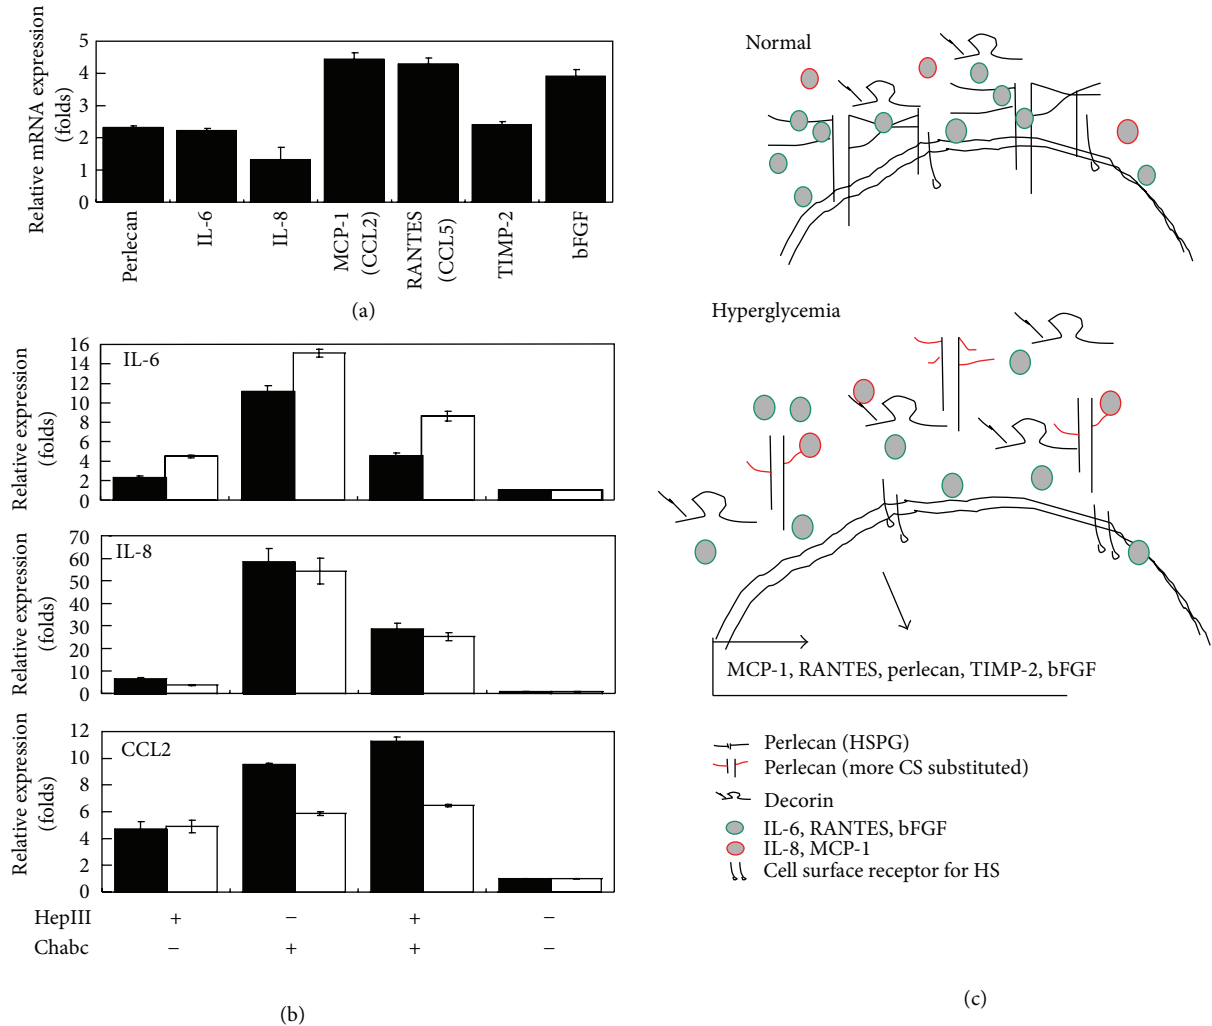 Relative mRNA expression
(folds)
5
4
3
2
1
0
Perlecan
IL-6
IL-8
MCP-1
(CCL2)
RANTES
(CCL5)
TIMP-2
bFGF
(a)
Relative expression
(folds)
16
14
12
10
8
6
4
2
0
IL-6
Relative expression
(folds)
70
60
50
40
30
20
10
0
IL-8
Relative expression
(folds)
12
10
8
6
4
2
0
CCL2
HepIII + − + −
Chabc − + + −
(b)
Normal
Hyperglycemia
MCP-1, RANTES, perlecan, TIMP-2, bFGF
Perlecan (HSPG)
Perlecan (more CS substituted)
Decorin
IL-6, RANTES, bFGF
IL-8, MCP-1
Cell surface receptor for HS
(c)